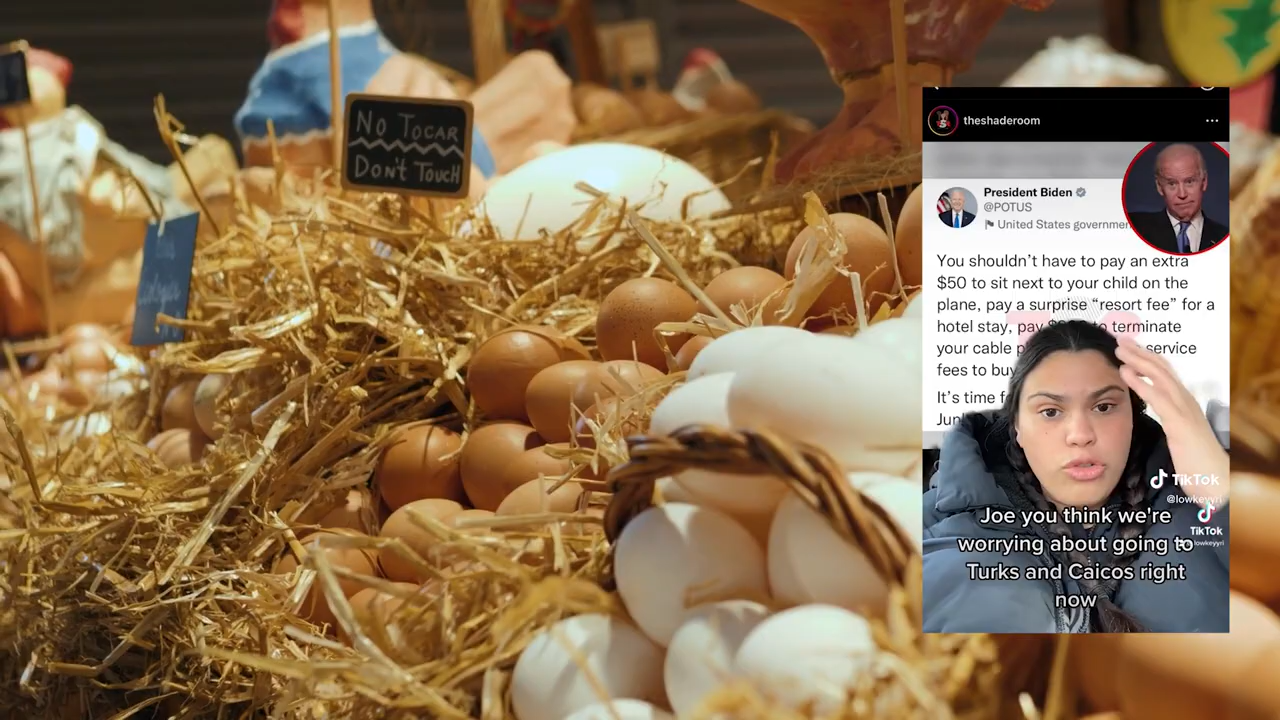 No Tocar
Don't Touch
theshaderoom
President Biden
@POTUS
United States governmen
You shouldn't have to pay an extra
$50 to sit next to your child on the
plane, pay a surprise "resort fee" for a
hotel stay, pay to terminate
your cable service
fees to buy
It's time
Joe you think we're
worrying about going to
Turks and Caicos right
now
TikTok
@lowkeyyrl
TikTok